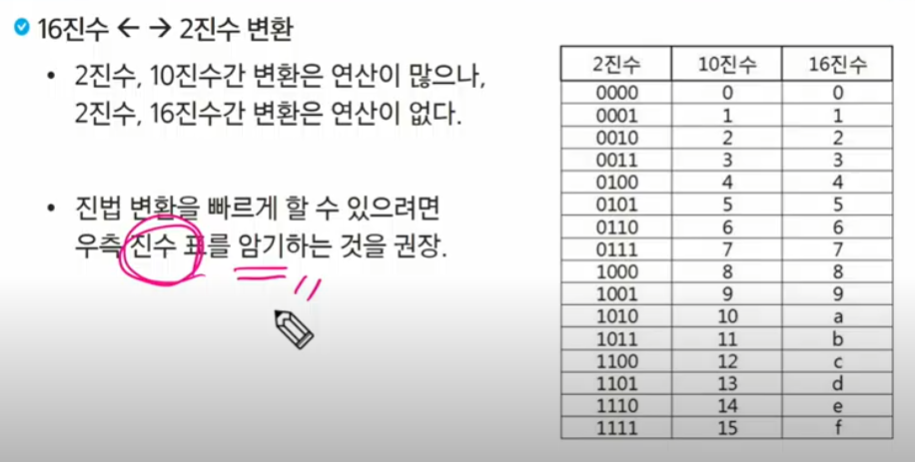 16진수 ← → 2진수 변환
• 2진수, 10진수간 변환은 연산이 많으나,
2진수, 16진수간 변환은 연산이 없다.
• 진법 변환을 빠르게 할 수 있으려면
우측 진수 표를 암기하는 것을 권장.
2진수 10진수 16진수
0000 0 0
0001 1 1
0010 2 2
0011 3 3
0100 4 4
0101 5 5
0110 6 6
0111 7 7
1000 8 8
1001 9 9
1010 10 a
1011 11 b
1100 12 c
1101 13 d
1110 14 e
1111 15 f